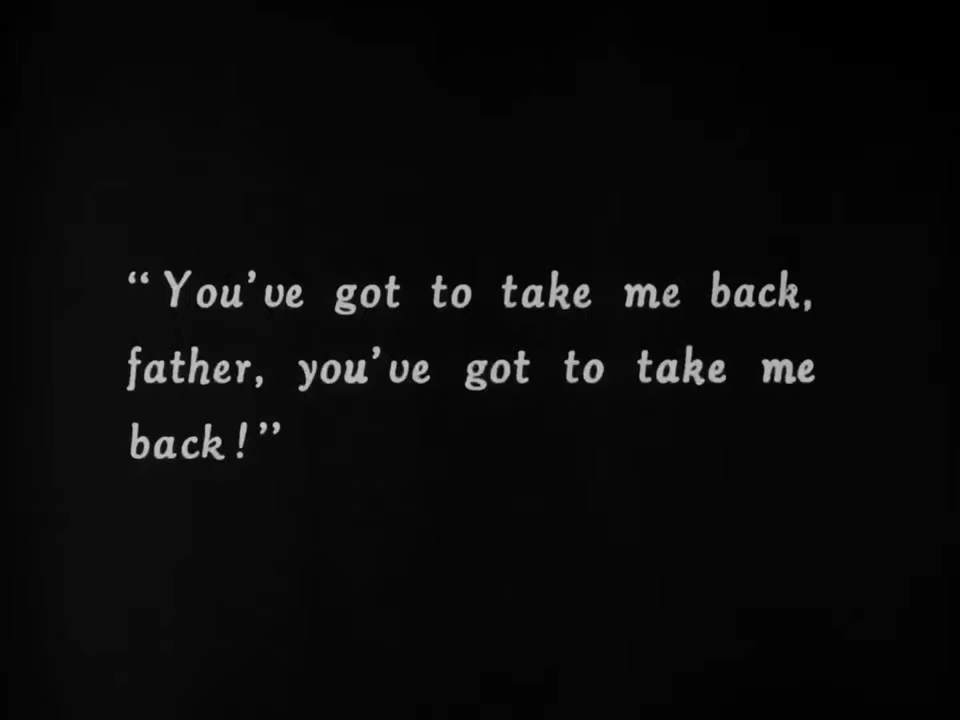 “You’ve got to take me back,
father, you’ve got to take me
back!”